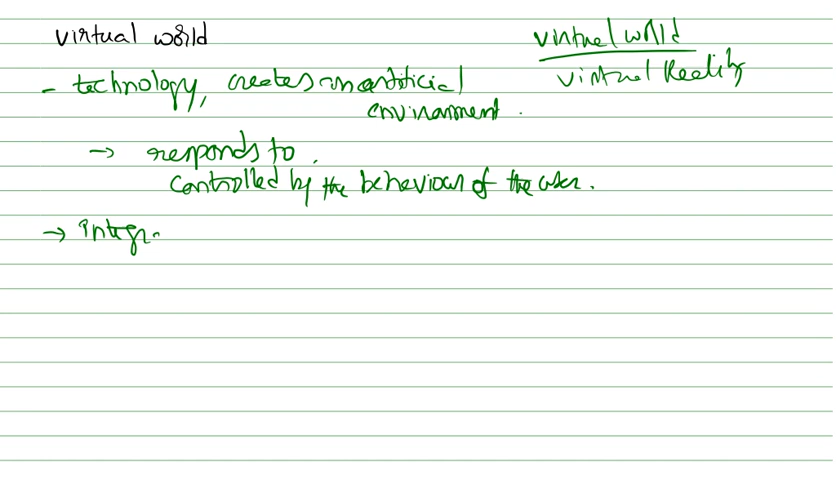 virtual world
virtual world
virtual Reality
- technology, creates an artificial
environment.
→ responds to,
controlled by the behaviour of the user.
→ integr